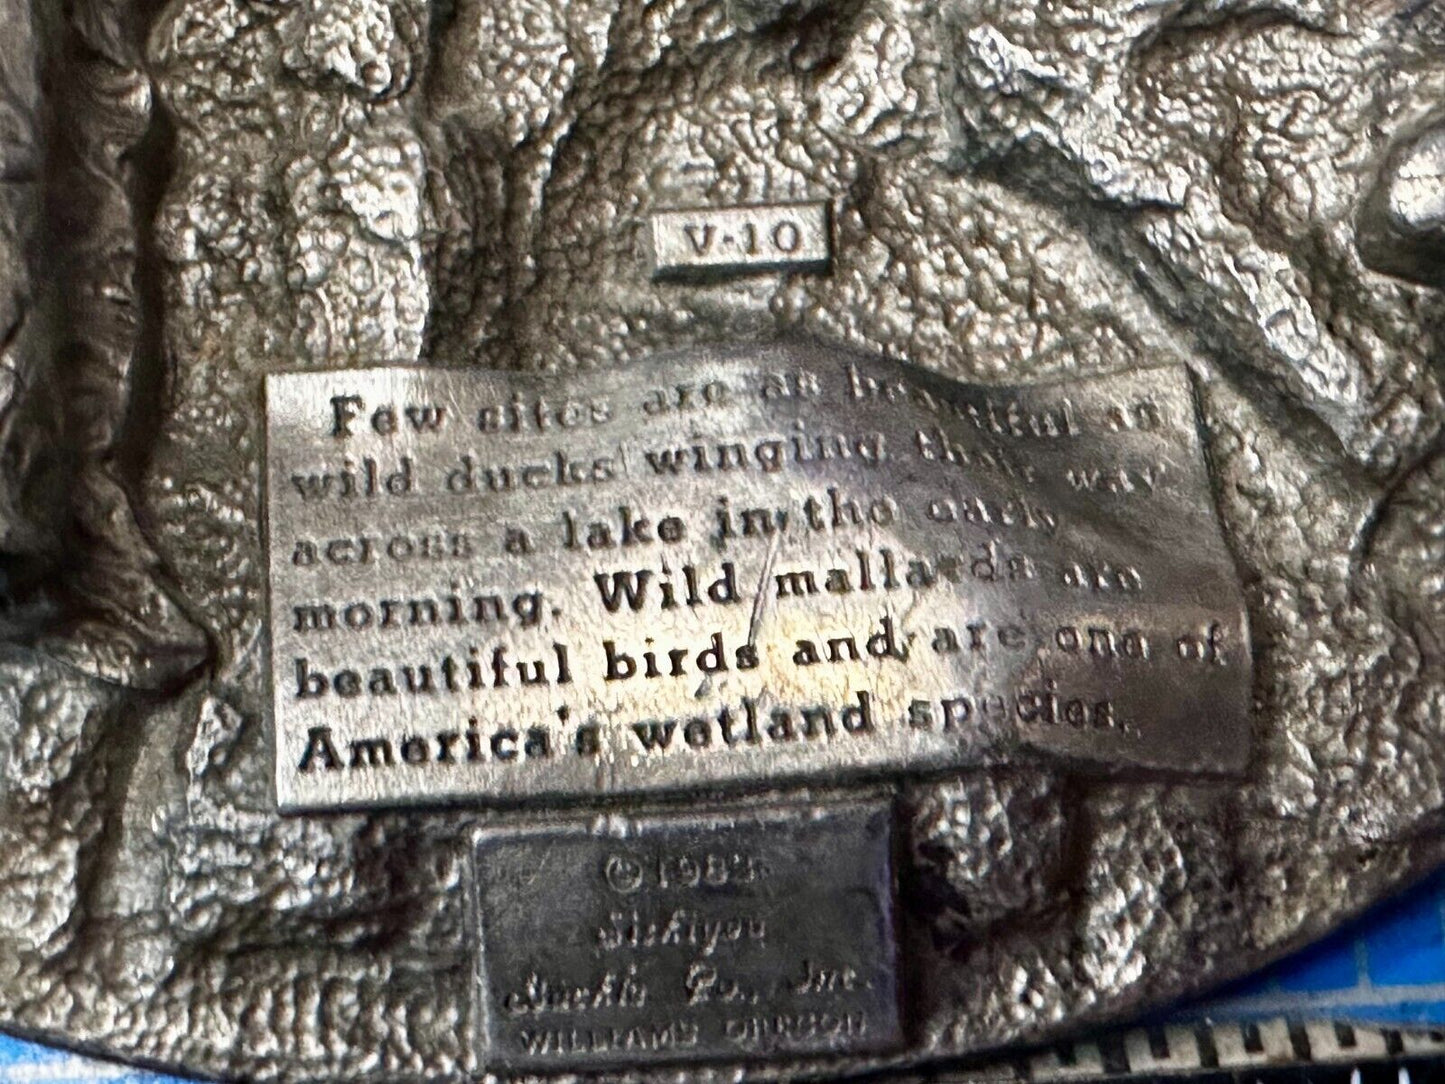 V-10
Few sites are as beautiful as
wild ducks winging their way
across a lake in the early
morning. Wild mallards are
beautiful birds and are one of
America's wetland species.
© 1983
Siskiyou
Buckle Co., Inc.
WILLIAMS OREGON